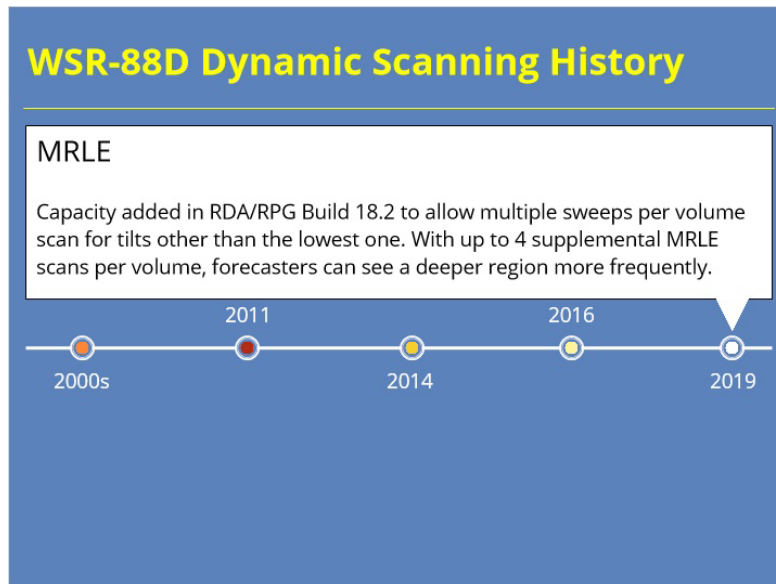 WSR-88D Dynamic Scanning History
MRLE
Capacity added in RDA/RPG Build 18.2 to allow multiple sweeps per volume
scan for tilts other than the lowest one. With up to 4 supplemental MRLE
scans per volume, forecasters can see a deeper region more frequently.
2011
2016
2000s
2014
2019